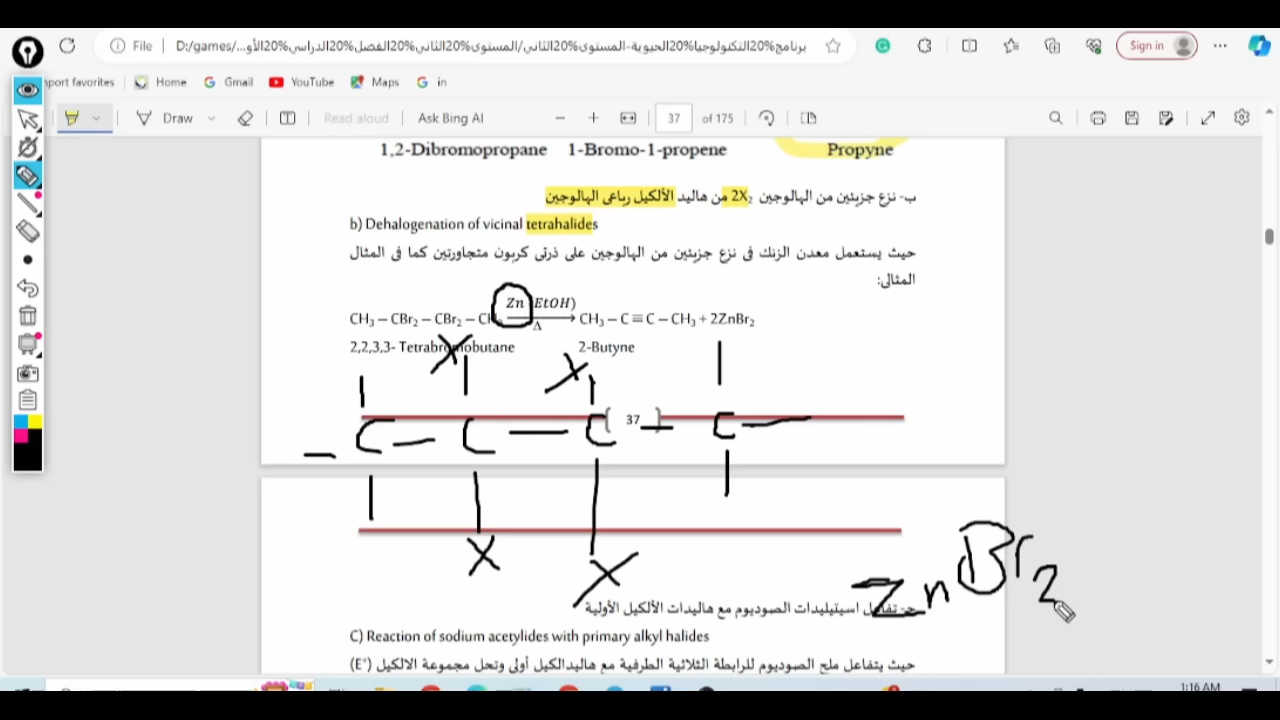 File
D:/games/...برنامج%20التكنولوجيا%20الحيوية-المستوى%20الثاني/المستوى%20الثاني%20الفصل%20الدراسي%20الأو
Sign in
port favorites Home Gmail YouTube Maps in
Draw Read aloud Ask Bing AI 37 of 175
1,2-Dibromopropane 1-Bromo-1-propene Propyne
ب- نزع جزيئين من الهالوجين 2X₂ من هاليد الألكيل رباعى الهالوجين
b) Dehalogenation of vicinal tetrahalides
حيث يستعمل معدن الزنك فى نزع جزيئين من الهالوجين على ذرتى كربون متجاورتين كما فى المثال
المثالى:
Zn (EtOH)
CH₃ – CBr₂ – CBr₂ – CH₃ ⟶ CH₃ – C ≡ C – CH₃ + 2ZnBr₂
Δ
2,2,3,3- Tetrabromobutane 2-Butyne
X X
C – C – C – C –
37
X X
ZnBr2
ج- تفاعل اسيتيليدات الصوديوم مع هاليدات الألكيل الأولية
C) Reaction of sodium acetylides with primary alkyl halides
حيث يتفاعل ملح الصوديوم للرابطة الثلاثية الطرفية مع هاليدالكيل أولى وتحل مجموعة الالكيل (E⁺)
1:16 AM